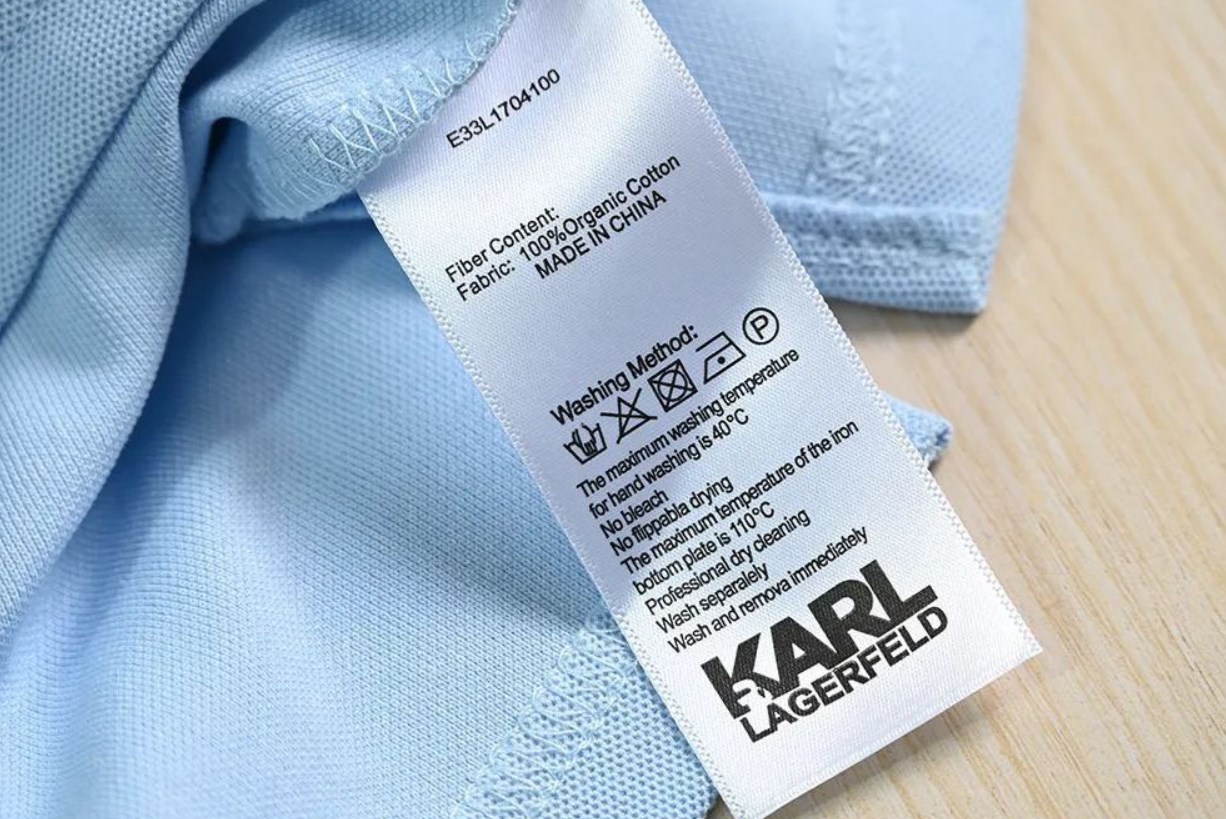 E33L1704100
Fiber Content:
Fabric: 100%Organic Cotton
MADE IN CHINA
Washing Method:
P
The maximum washing temperature
for hand washing is 40°C
No bleach
No flippabla drying
The maximum temperature of the iron
bottom plate is 110°C
Professional dry cleaning
Wash separately
Wash and remova immediately
KARL
LAGERFELD